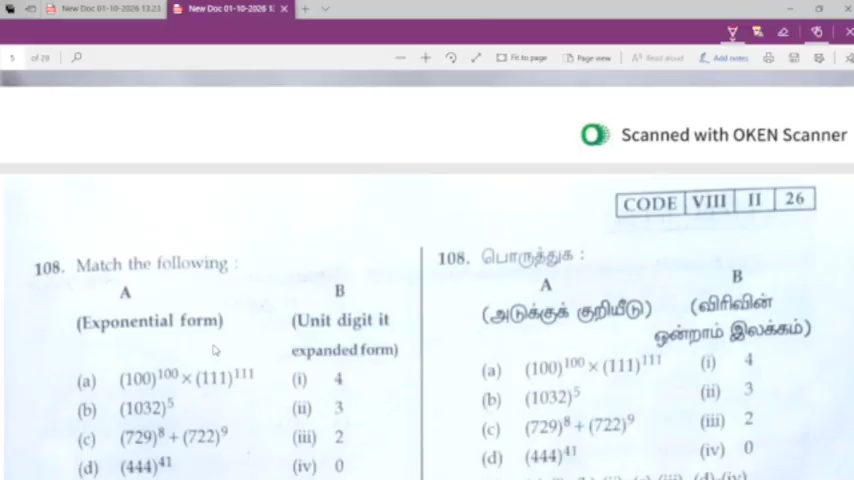 New Doc 01-10-2026 13.23
New Doc 01-10-2026 1:
5 of 28
Fit to page
Page view
Read aloud
Add notes
Scanned with OKEN Scanner
CODE VIII II 26
108. Match the following :
A B
(Exponential form) (Unit digit it
expanded form)
(a) (100)¹⁰⁰ × (111)¹¹¹ (i) 4
(b) (1032)⁵ (ii) 3
(c) (729)⁸ + (722)⁹ (iii) 2
(d) (444)⁴¹ (iv) 0
108. பொருத்துக :
A B
(அடுக்குக் குறியீடு) (விரிவின்
ஒன்றாம் இலக்கம்)
(a) (100)¹⁰⁰ × (111)¹¹¹ (i) 4
(b) (1032)⁵ (ii) 3
(c) (729)⁸ + (722)⁹ (iii) 2
(d) (444)⁴¹ (iv) 0